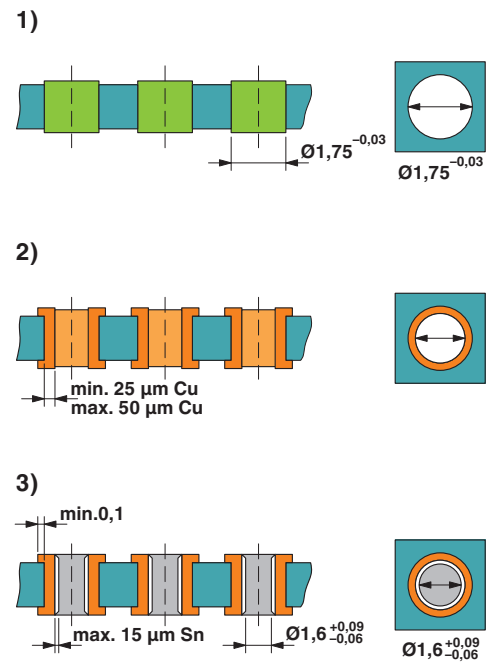 1)
Ø1,75 –0,03
Ø1,75 –0,03
2)
min. 25 µm Cu
max. 50 µm Cu
3)
min.0,1
max. 15 µm Sn
Ø1,6 +0,09 –0,06
Ø1,6 +0,09 –0,06